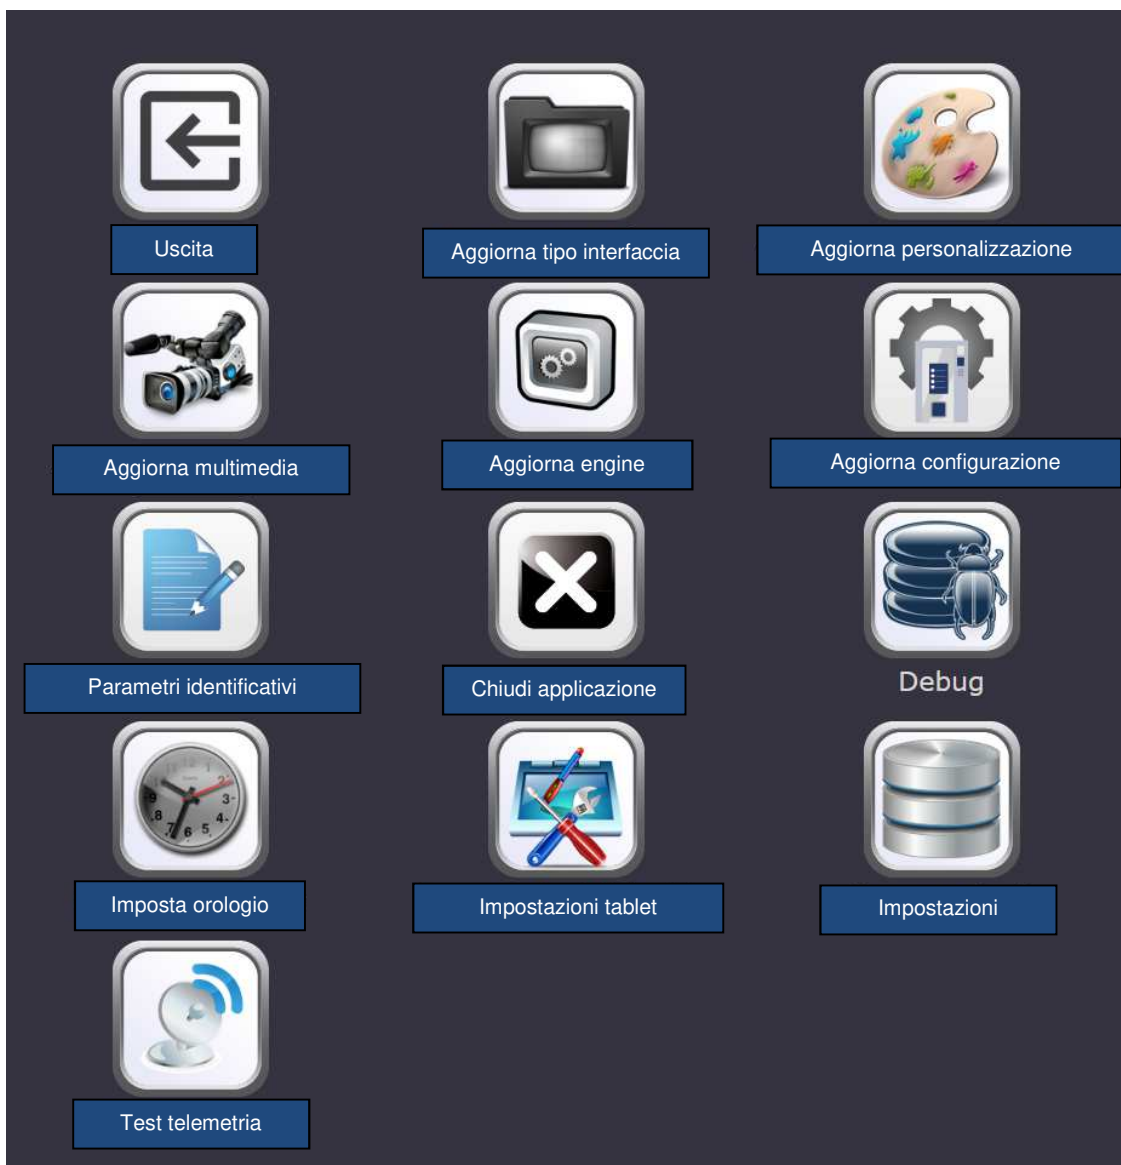 Uscita
Aggiorna tipo interfaccia
Aggiorna personalizzazione
Aggiorna multimedia
Aggiorna engine
Aggiorna configurazione
Parametri identificativi
Chiudi applicazione
Debug
Imposta orologio
Impostazioni tablet
Impostazioni
Test telemetria